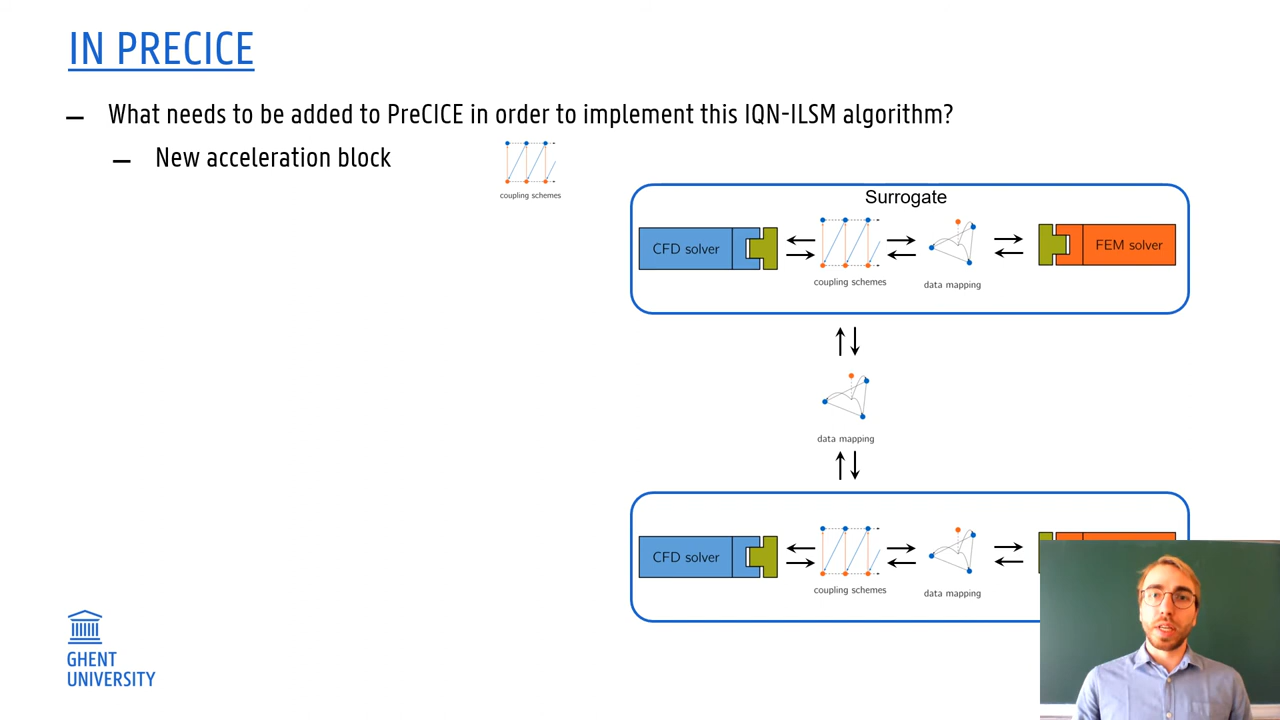 IN PRECICE
— What needs to be added to PreCICE in order to implement this IQN-ILSM algorithm?
— New acceleration block
coupling schemes
Surrogate
CFD solver
coupling schemes
data mapping
FEM solver
data mapping
CFD solver
coupling schemes
data mapping
GHENT
UNIVERSITY